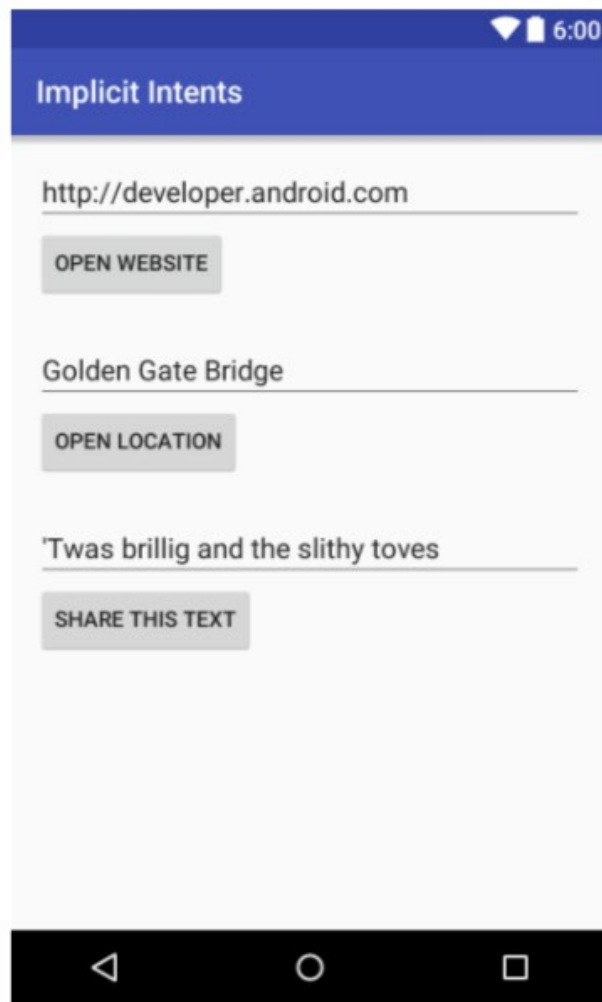 6:00
Implicit Intents
http://developer.android.com
OPEN WEBSITE
Golden Gate Bridge
OPEN LOCATION
'Twas brillig and the slithy toves
SHARE THIS TEXT